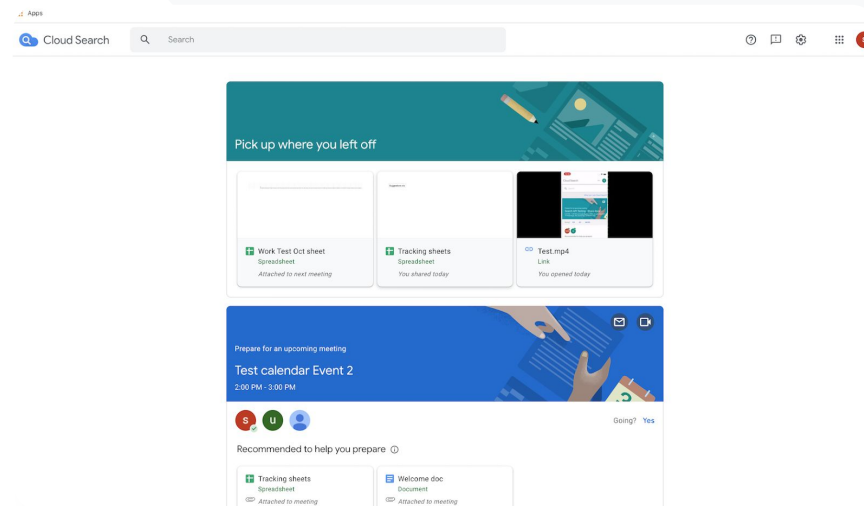 Apps
Cloud Search
Search
Pick up where you left off
Work Test Oct sheet
Spreadsheet
Attached to next meeting
Tracking sheets
Spreadsheet
You shared today
Test.mp4
Link
You opened today
Prepare for an upcoming meeting
Test calendar Event 2
2:00 PM - 3:00 PM
S
u
Going? Yes
Recommended to help you prepare
Tracking sheets
Spreadsheet
Attached to meeting
Welcome doc
Document
Attached to meeting